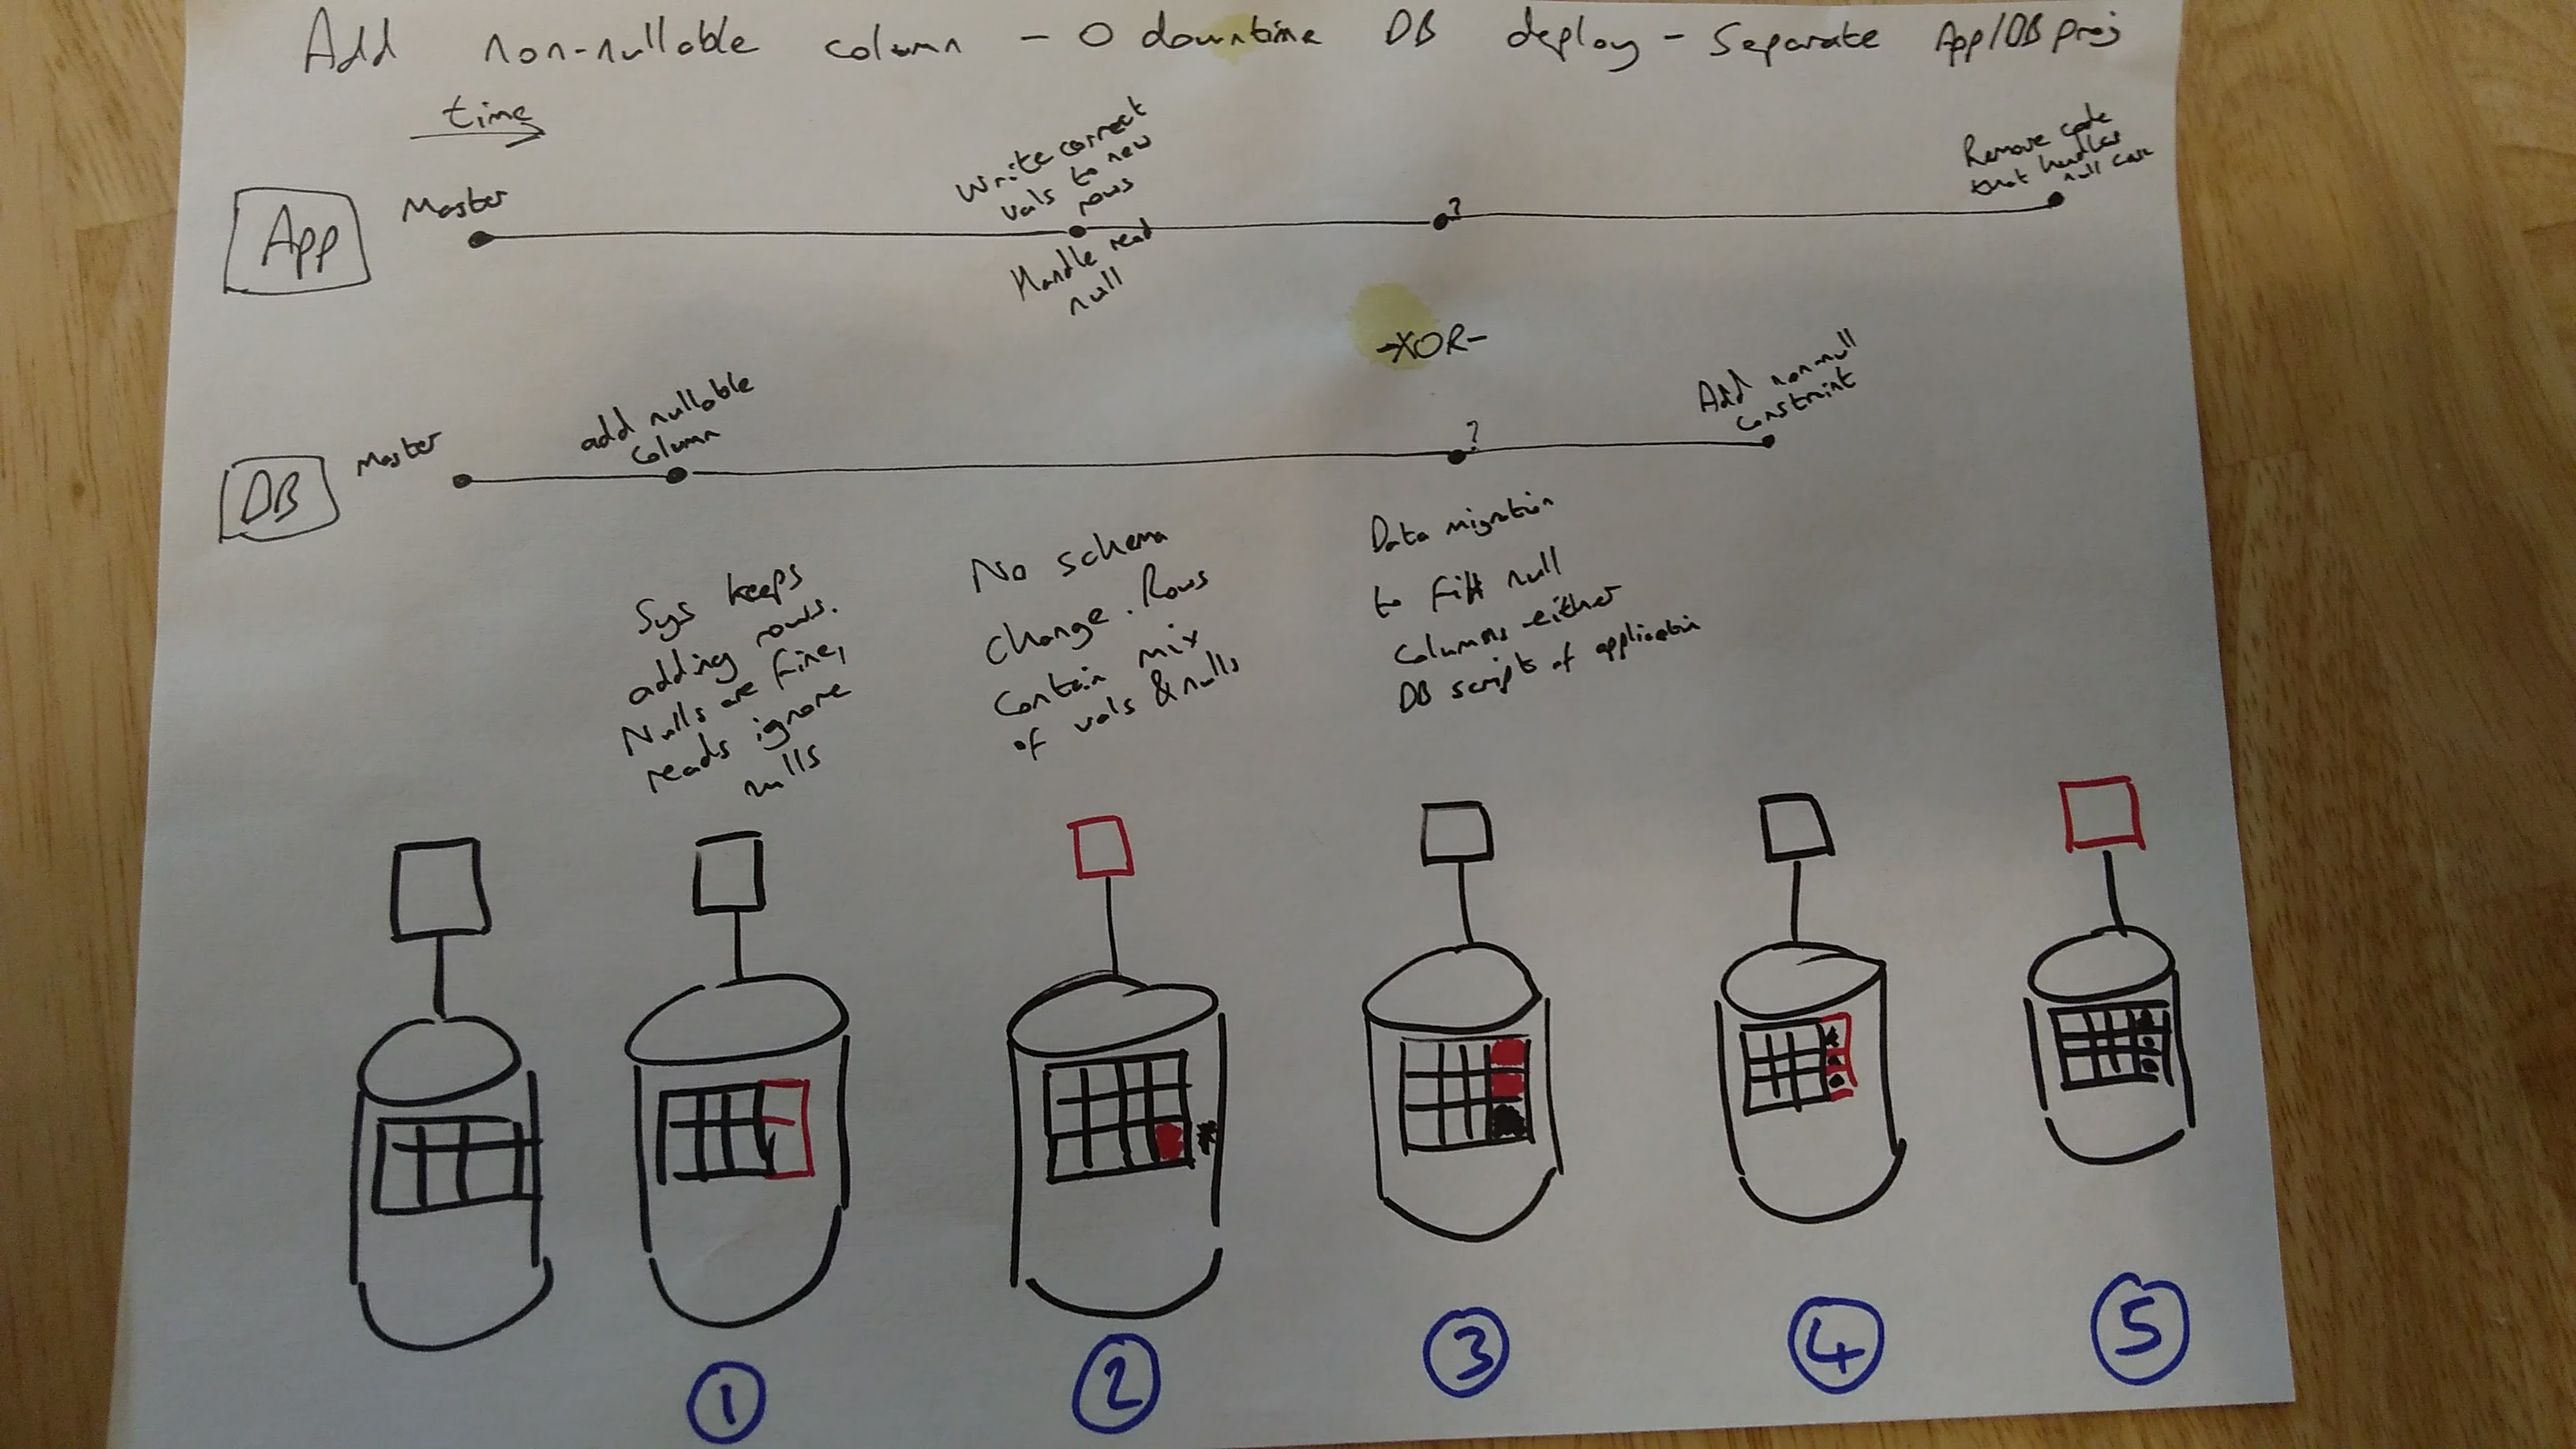 Add non-nullable column - 0 downtime DB deploy - Separate App/DB proj
time
App
Master
Write correct
vals to new
rows
Handle read
null
?
Remove code
that handles
null case
-XOR-
DB
Master
add nullable
column
?
Add non-null
constraint
Sys keeps
adding rows.
Nulls are fine,
reads ignore
nulls
No schema
change. Rows
contain mix
of vals & nulls
Data migration
to fill null
columns either
DB scripts of application
1
2
3
4
5